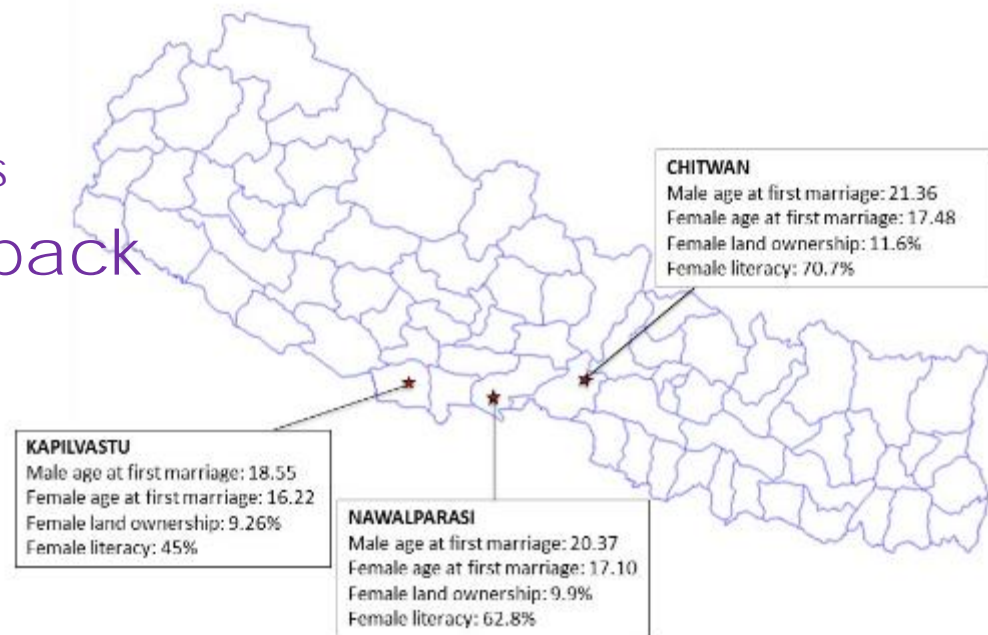 s
back
CHITWAN
Male age at first marriage: 21.36
Female age at first marriage: 17.48
Female land ownership: 11.6%
Female literacy: 70.7%
KAPILVASTU
Male age at first marriage: 18.55
Female age at first marriage: 16.22
Female land ownership: 9.26%
Female literacy: 45%
NAWALPARASI
Male age at first marriage: 20.37
Female age at first marriage: 17.10
Female land ownership: 9.9%
Female literacy: 62.8%